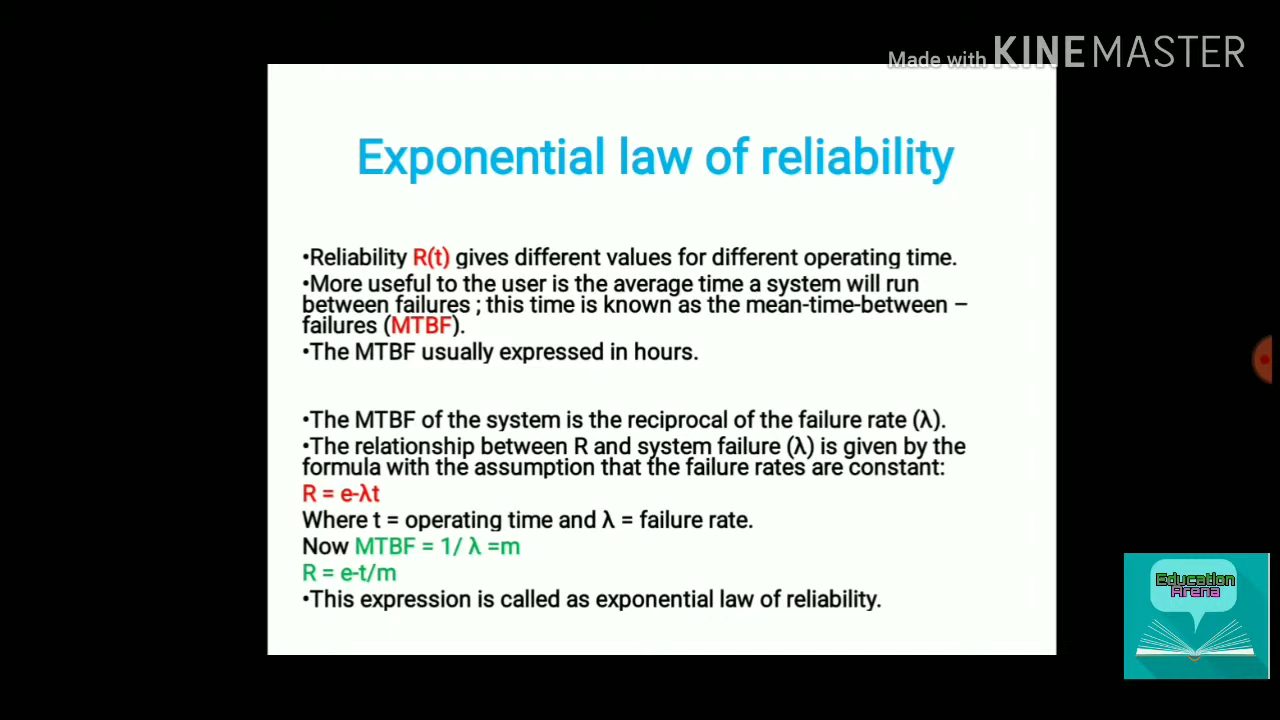 Made with KINEMASTER
Exponential law of reliability
•Reliability R(t) gives different values for different operating time.
•More useful to the user is the average time a system will run
between failures ; this time is known as the mean-time-between –
failures (MTBF).
•The MTBF usually expressed in hours.
•The MTBF of the system is the reciprocal of the failure rate (λ).
•The relationship between R and system failure (λ) is given by the
formula with the assumption that the failure rates are constant:
R = e-λt
Where t = operating time and λ = failure rate.
Now MTBF = 1/ λ =m
R = e-t/m
•This expression is called as exponential law of reliability.
Education
Arena